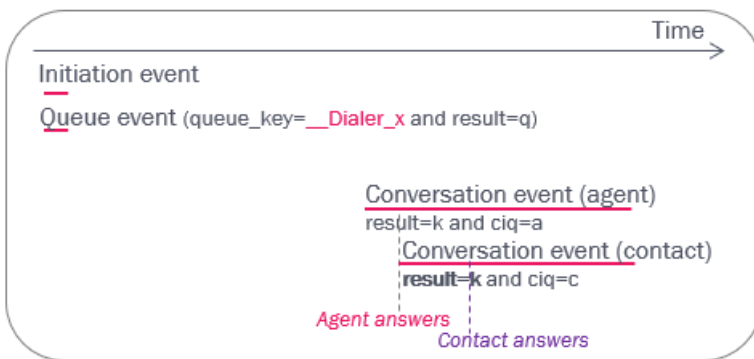 Time
Initiation event
Queue event (queue_key=__Dialer_x and result=q)
Conversation event (agent)
result=k and ciq=a
Conversation event (contact)
result=k and ciq=c
Agent answers
Contact answers